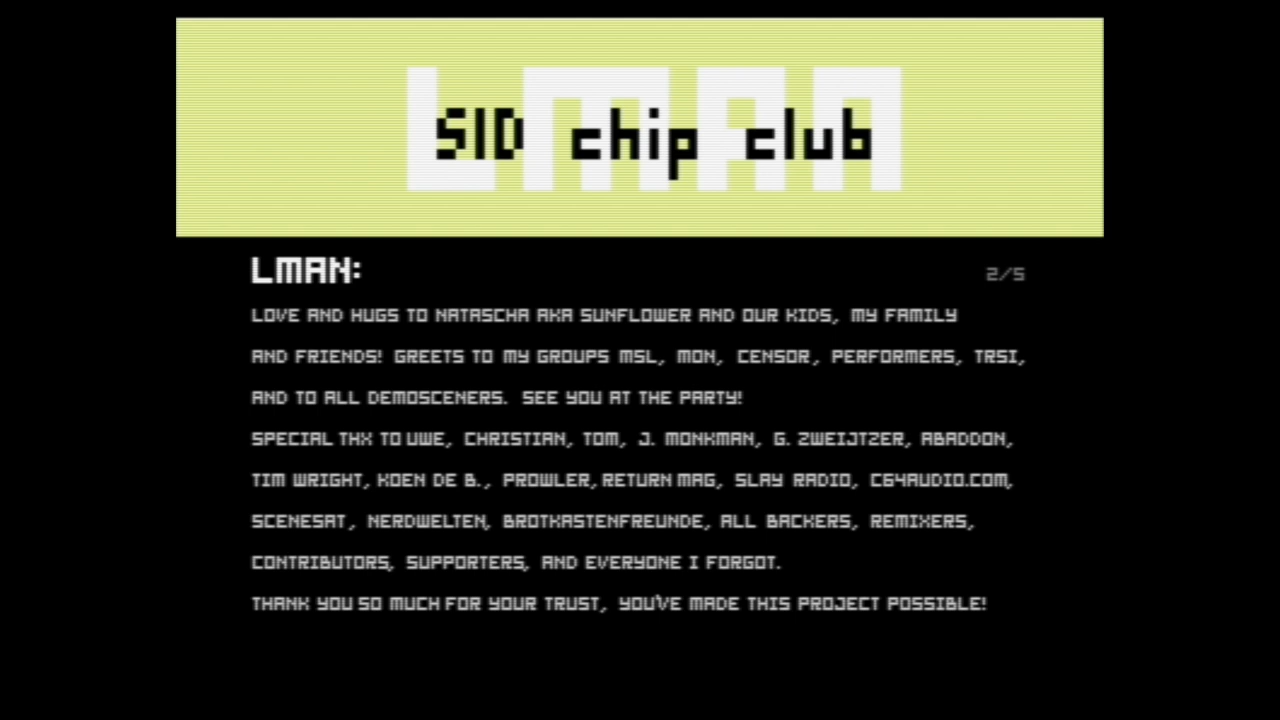 LMAN
SID chip club
LMAN:
2/5
LOVE AND HUGS TO NATASCHA AKA SUNFLOWER AND OUR KIDS, MY FAMILY
AND FRIENDS! GREETS TO MY GROUPS MSL, MON, CENSOR, PERFORMERS, TRSI,
AND TO ALL DEMOSCENERS. SEE YOU AT THE PARTY!
SPECIAL THX TO UWE, CHRISTIAN, TOM, J. MONKMAN, G. ZWEIJTZER, ABADDON,
TIM WRIGHT, KOEN DE B., PROWLER, RETURN MAG, SLAY RADIO, C64AUDIO.COM,
SCENESAT, NERDWELTEN, BROTKASTENFREUNDE, ALL BACKERS, REMIXERS,
CONTRIBUTORS, SUPPORTERS, AND EVERYONE I FORGOT.
THANK YOU SO MUCH FOR YOUR TRUST, YOU'VE MADE THIS PROJECT POSSIBLE!